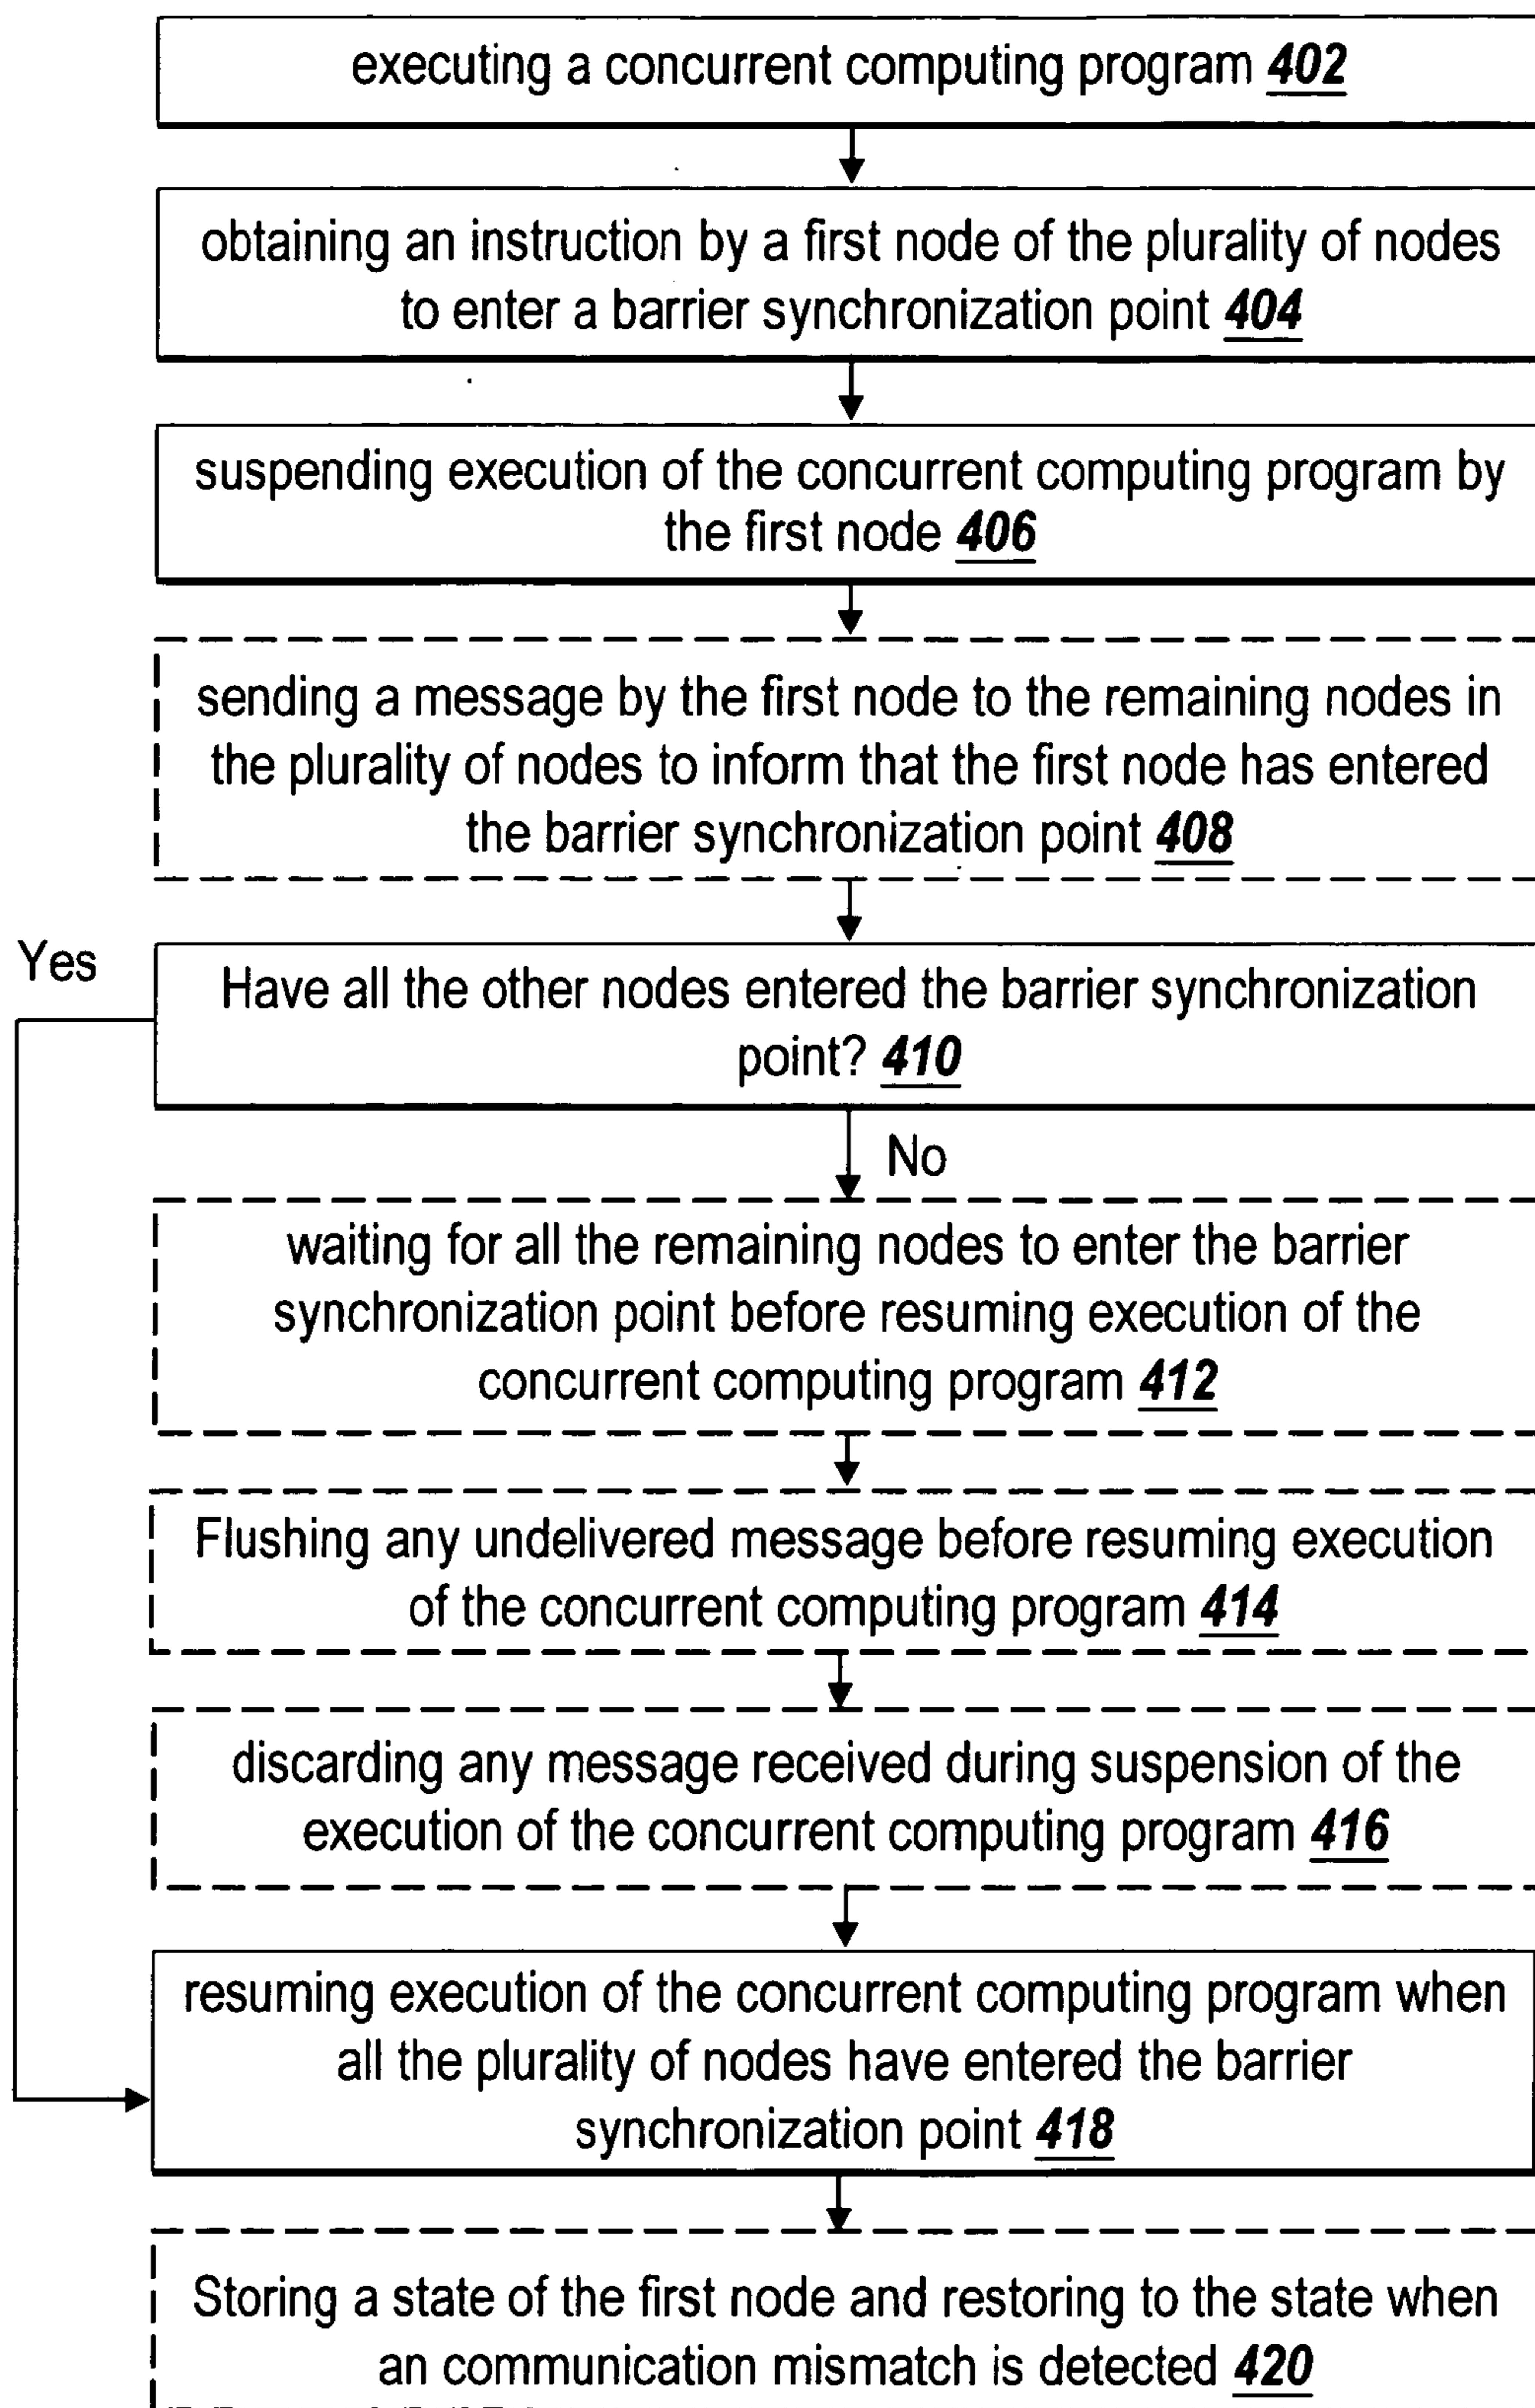 executing a concurrent computing program 402
obtaining an instruction by a first node of the plurality of nodes
to enter a barrier synchronization point 404
suspending execution of the concurrent computing program by
the first node 406
sending a message by the first node to the remaining nodes in
the plurality of nodes to inform that the first node has entered
the barrier synchronization point 408
Yes
Have all the other nodes entered the barrier synchronization
point? 410
No
waiting for all the remaining nodes to enter the barrier
synchronization point before resuming execution of the
concurrent computing program 412
Flushing any undelivered message before resuming execution
of the concurrent computing program 414
discarding any message received during suspension of the
execution of the concurrent computing program 416
resuming execution of the concurrent computing program when
all the plurality of nodes have entered the barrier
synchronization point 418
Storing a state of the first node and restoring to the state when
an communication mismatch is detected 420